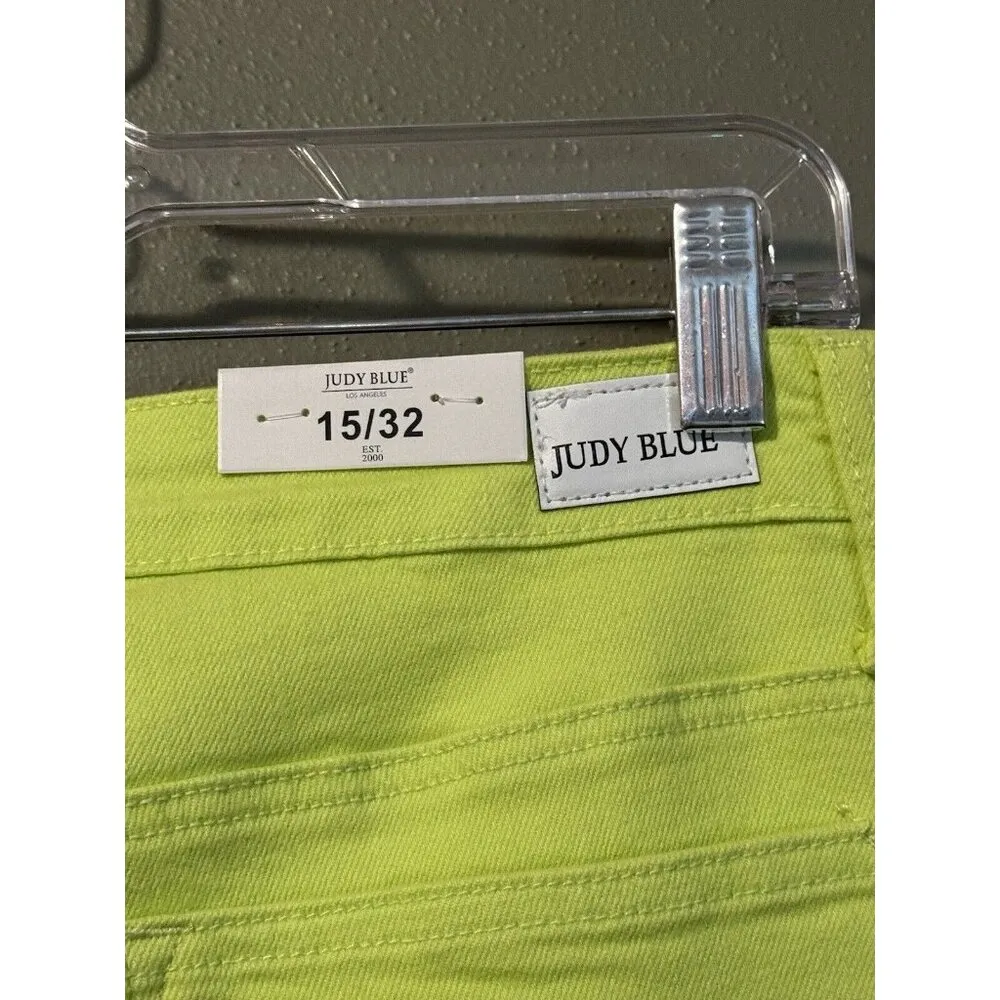 JUDY BLUE®
LOS ANGELES
15/32
EST.
2000
JUDY BLUE